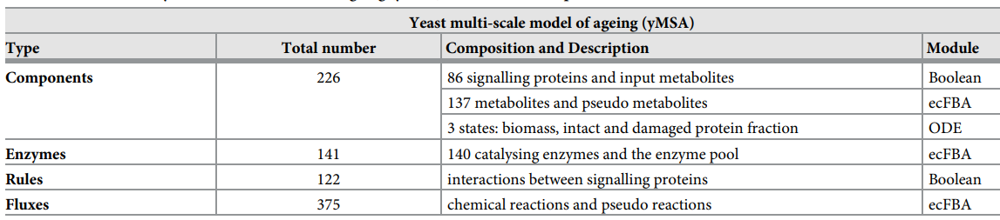 Yeast multi-scale model of ageing (yMSA)
Type Total number Composition and Description Module
Components 226 86 signalling proteins and input metabolites Boolean
137 metabolites and pseudo metabolites ecFBA
3 states: biomass, intact and damaged protein fraction ODE
Enzymes 141 140 catalysing enzymes and the enzyme pool ecFBA
Rules 122 interactions between signalling proteins Boolean
Fluxes 375 chemical reactions and pseudo reactions ecFBA